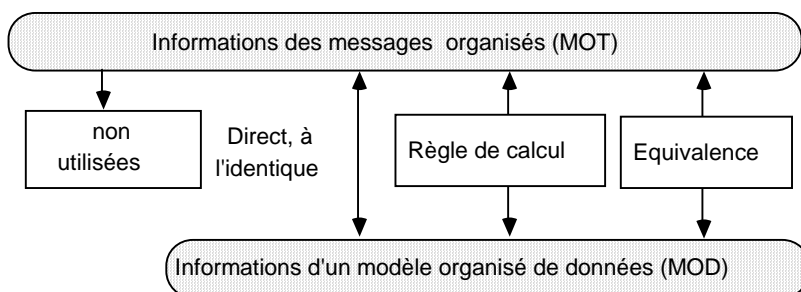 Informations des messages organisés (MOT)
non
utilisées
Direct, à
l'identique
Règle de calcul
Equivalence
Informations d'un modèle organisé de données (MOD)